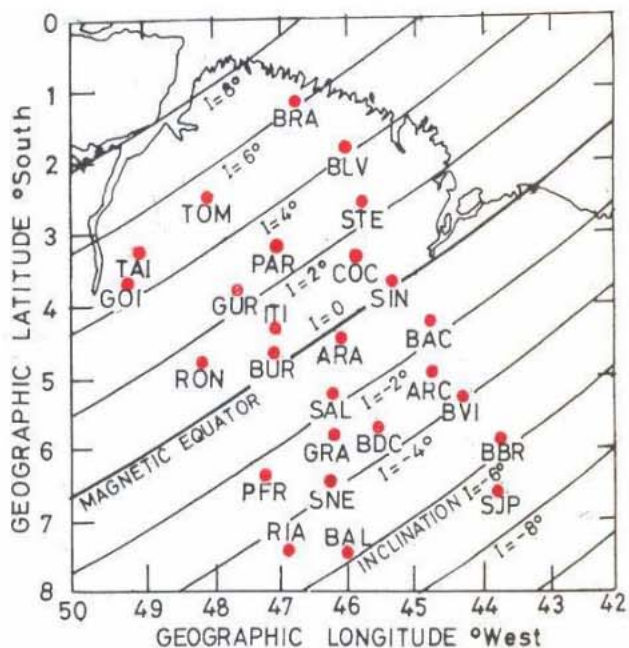 0
1
2
3
4
5
6
7
8
GEOGRAPHIC LATITUDE °South
I=8°
BRA
I=6°
BLV
TOM
I=4°
STE
TAI
PAR
COC
GOI
GUR
I=2°
SIN
ITI
I=0
BAC
RON
BUR
ARA
ARC
SAL
I=-2°
BVI
MAGNETIC EQUATOR
GRA
BDC
I=-4°
BBR
PFR
SNE
INCLINATION
I=-6°
SJP
RIA
BAL
I=-8°
50 49 48 47 46 45 44 43 42
GEOGRAPHIC LONGITUDE °West